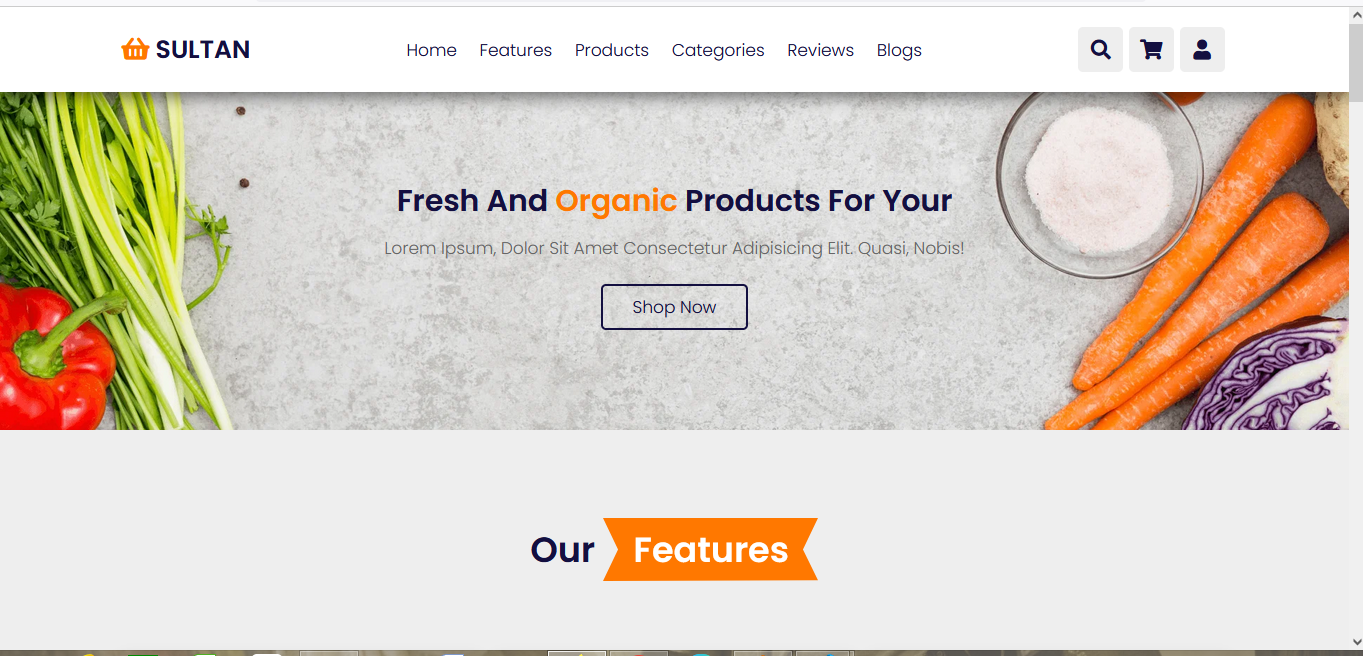 SULTAN
Home Features Products Categories Reviews Blogs
Fresh And Organic Products For Your
Lorem Ipsum, Dolor Sit Amet Consectetur Adipisicing Elit. Quasi, Nobis!
Shop Now
Our Features